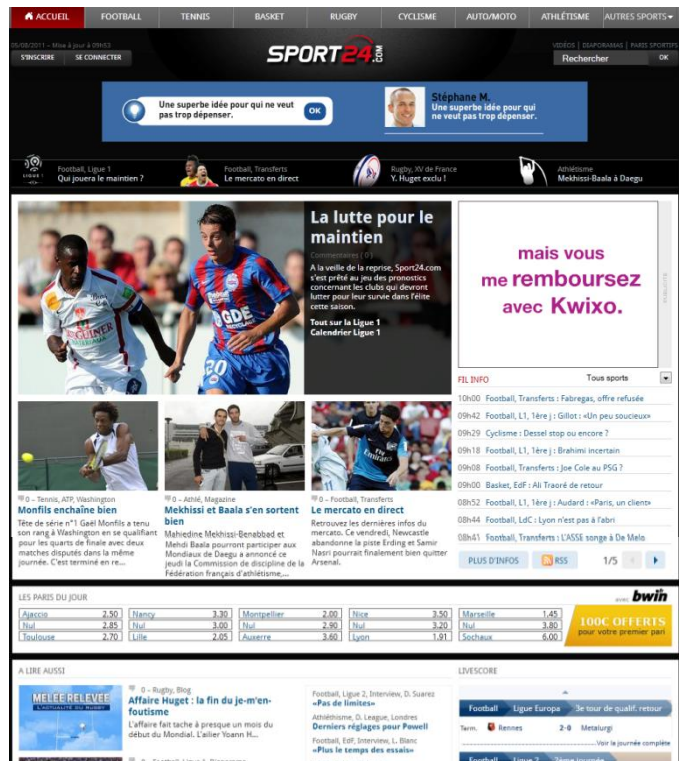 ACCUEIL FOOTBALL TENNIS BASKET RUGBY CYCLISME AUTO/MOTO ATHLÉTISME AUTRES SPORTS
05/08/2011 - Mise à jour à 09h53
VIDÉOS | DIAPORAMAS | PARIS SPORTIFS
S'INSCRIRE SE CONNECTER
SPORT24.COM
Rechercher OK
Une superbe idée pour qui ne veut
pas trop dépenser.
OK
Stéphane M.
Une superbe idée pour qui
ne veut pas trop dépenser.
LIGUE 1
Football, Ligue 1
Qui jouera le maintien ?
Football, Transferts
Le mercato en direct
Rugby, XV de France
Y. Huget exclu !
Athlétisme
Mekhissi-Baala à Daegu
La lutte pour le
maintien
Commentaires ( 0 )
A la veille de la reprise, Sport24.com
s'est prêté au jeu des pronostics
concernant les clubs qui devront
lutter pour leur survie dans l'élite
cette saison.
Tout sur la Ligue 1
Calendrier Ligue 1
mais vous
me remboursez
avec Kwixo.
PUBLICITÉ
FIL INFO Tous sports
10h00 Football, Transferts : Fabregas, offre refusée
09h42 Football, L1, 1ère j : Gillot : «Un peu soucieux»
09h29 Cyclisme : Dessel stop ou encore ?
09h18 Football, L1, 1ère j : Brahimi incertain
09h08 Football, Transferts : Joe Cole au PSG ?
09h00 Basket, EdF : Ali Traoré de retour
08h52 Football, L1, 1ère j : Audard : «Paris, un client»
08h44 Football, LdC : Lyon n'est pas à l'abri
08h41 Football, Transferts : L'ASSE songe à De Melo
PLUS D'INFOS RSS 1/5
0 – Tennis, ATP, Washington
Monfils enchaîne bien
Tête de série n°1 Gaël Monfils a tenu
son rang à Washington en se qualifiant
pour les quarts de finale avec deux
matches disputés dans la même
journée. C'est terminé en re...
0 – Athlé, Magazine
Mekhissi et Baala s'en sortent
bien
Mahiedine Mekhissi-Benabbad et
Mehdi Baala pourront participer aux
Mondiaux de Daegu a annoncé ce
jeudi la Commission de discipline de la
Fédération français d'athlétisme,...
0 – Football, Transferts
Le mercato en direct
Retrouvez les dernières infos du
mercato. Ce vendredi, Newcastle
abandonne la piste Erding et Samir
Nasri pourrait finalement bien quitter
Arsenal.
LES PARIS DU JOUR
avec bwin
Ajaccio 2.50 Nancy 3.30 Montpellier 2.00 Nice 3.50 Marseille 1.45
Nul 2.85 Nul 3.00 Nul 2.90 Nul 3.20 Nul 3.80
Toulouse 2.70 Lille 2.05 Auxerre 3.60 Lyon 1.91 Sochaux 6.00
100€ OFFERTS
pour votre premier pari
A LIRE AUSSI
MELEE RELEVEE
L'ACTUALITÉ DU RUGBY
0 – Rugby, Blog
Affaire Huget : la fin du je-m'en-
foutisme
L'affaire fait tache à presque un mois du
début du Mondial. L'ailier Yoann H...
Football, Ligue 2, Interview, D. Suarez
«Pas de limites»
Athléthisme, D. League, Londres
Derniers réglages pour Powell
Football, EdF, Interview, L. Blanc
«Plus le temps des essais»
LIVESCORE
Football Ligue Europa 3e tour de qualif. retour
Term. Rennes 2-0 Metalurgi
Voir la journée complète
Football Ligue 2 2ème journée